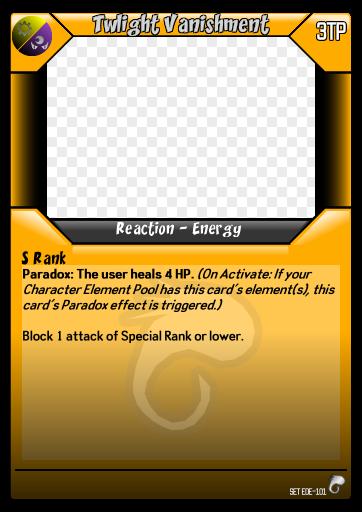 Twlight Vanishment
3TP
Reaction - Energy
S Rank
Paradox: The user heals 4 HP. (On Activate: If your
Character Element Pool has this card's element(s), this
card's Paradox effect is triggered.)
Block 1 attack of Special Rank or lower.
SET EOE-101